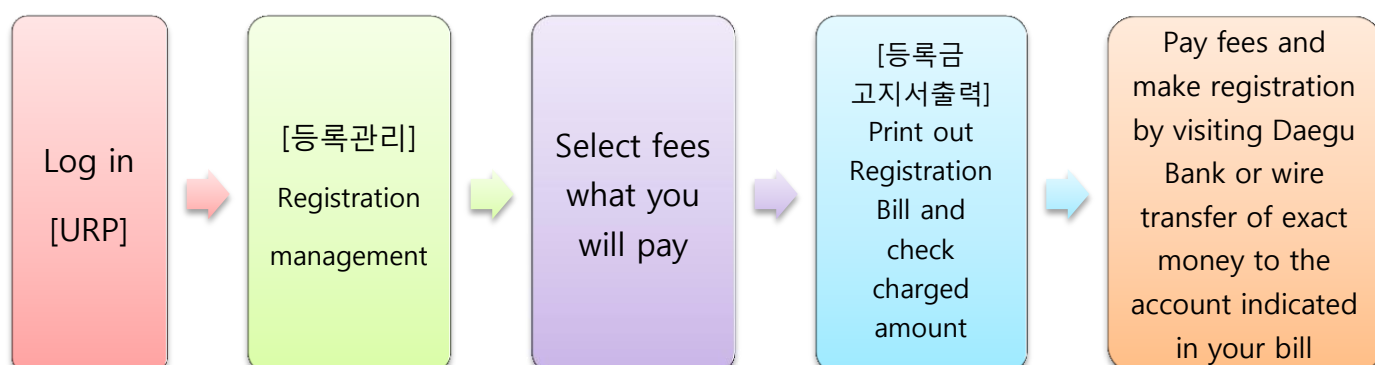 Log in
[URP]
[등록관리]
Registration
management
Select fees
what you
will pay
[등록금
고지서출력]
Print out
Registration
Bill and
check
charged
amount
Pay fees and
make registration
by visiting Daegu
Bank or wire
transfer of exact
money to the
account indicated
in your bill